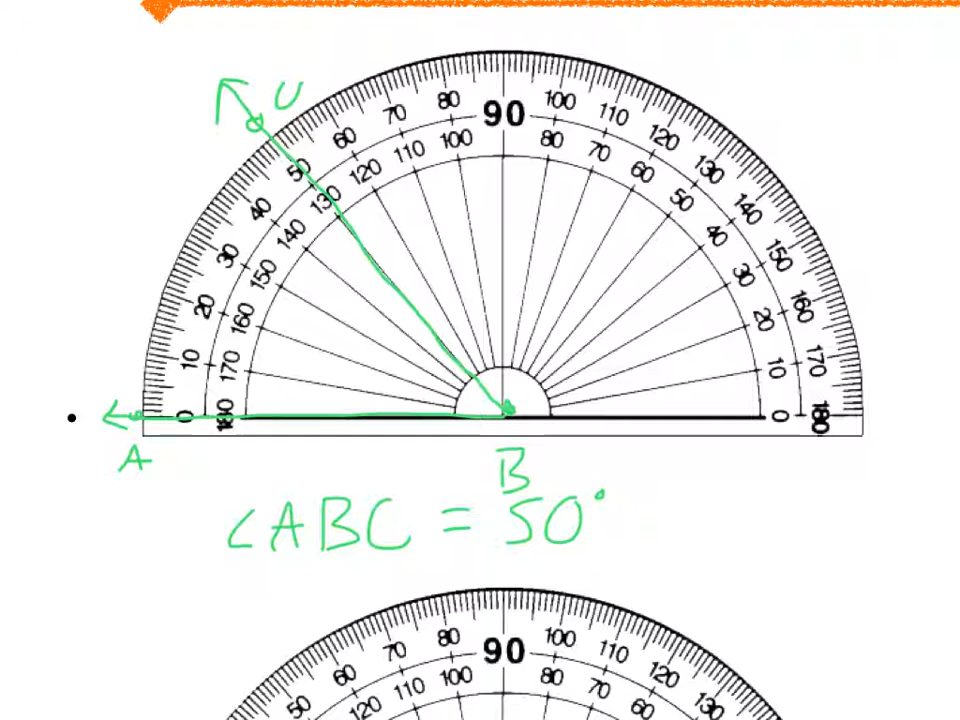 C
80 90 100
70 110
60 100 80 120
50 110 70 130
120 60
40 130 50 140
30 140 40 150
20 150 30 160
10 160 20 170
0 170 10 180
180 0
A
B
∠ABC = 50°
80 90 100
70 110
60 100 80 120
50 110 70 130
120 60